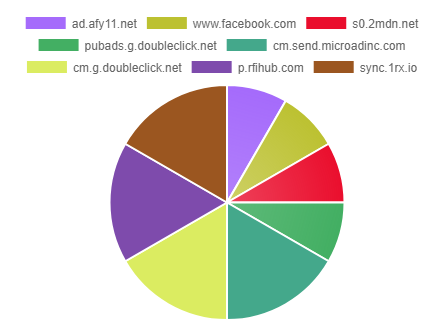 ad.afy11.net www.facebook.com s0.2mdn.net
pubads.g.doubleclick.net cm.send.microadinc.com
cm.g.doubleclick.net p.rfihub.com sync.1rx.io